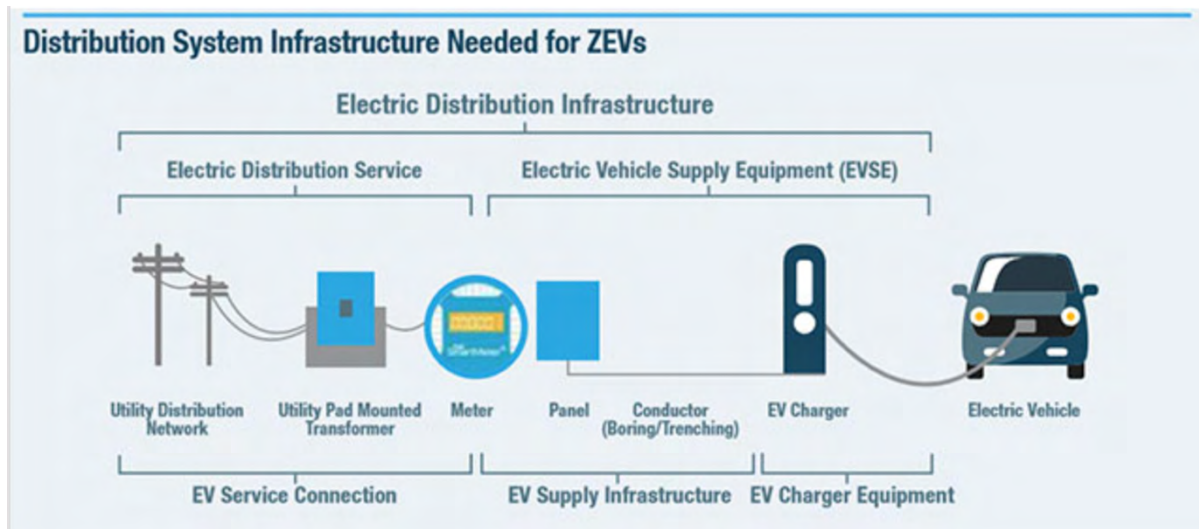 Distribution System Infrastructure Needed for ZEVs
Electric Distribution Infrastructure
Electric Distribution Service
Electric Vehicle Supply Equipment (EVSE)
SmartMeter
Utility Distribution
Network
Utility Pad Mounted
Transformer
Meter
Panel
Conductor
(Boring/Trenching)
EV Charger
Electric Vehicle
EV Service Connection
EV Supply Infrastructure
EV Charger Equipment